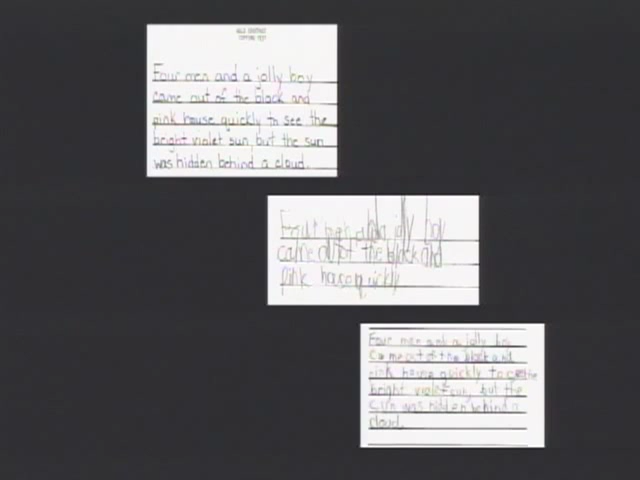 Four men and a jolly boy
came out of the black and
pink house quickly to see the
bright violet sun, but the sun
was hidden behind a cloud.
jolly boy
came out of the black and
pink house quickly
Four men and a jolly boy
Came out of the black and
pink house quickly to the
bright violet sun, but the
sun was hidden behind a
cloud.